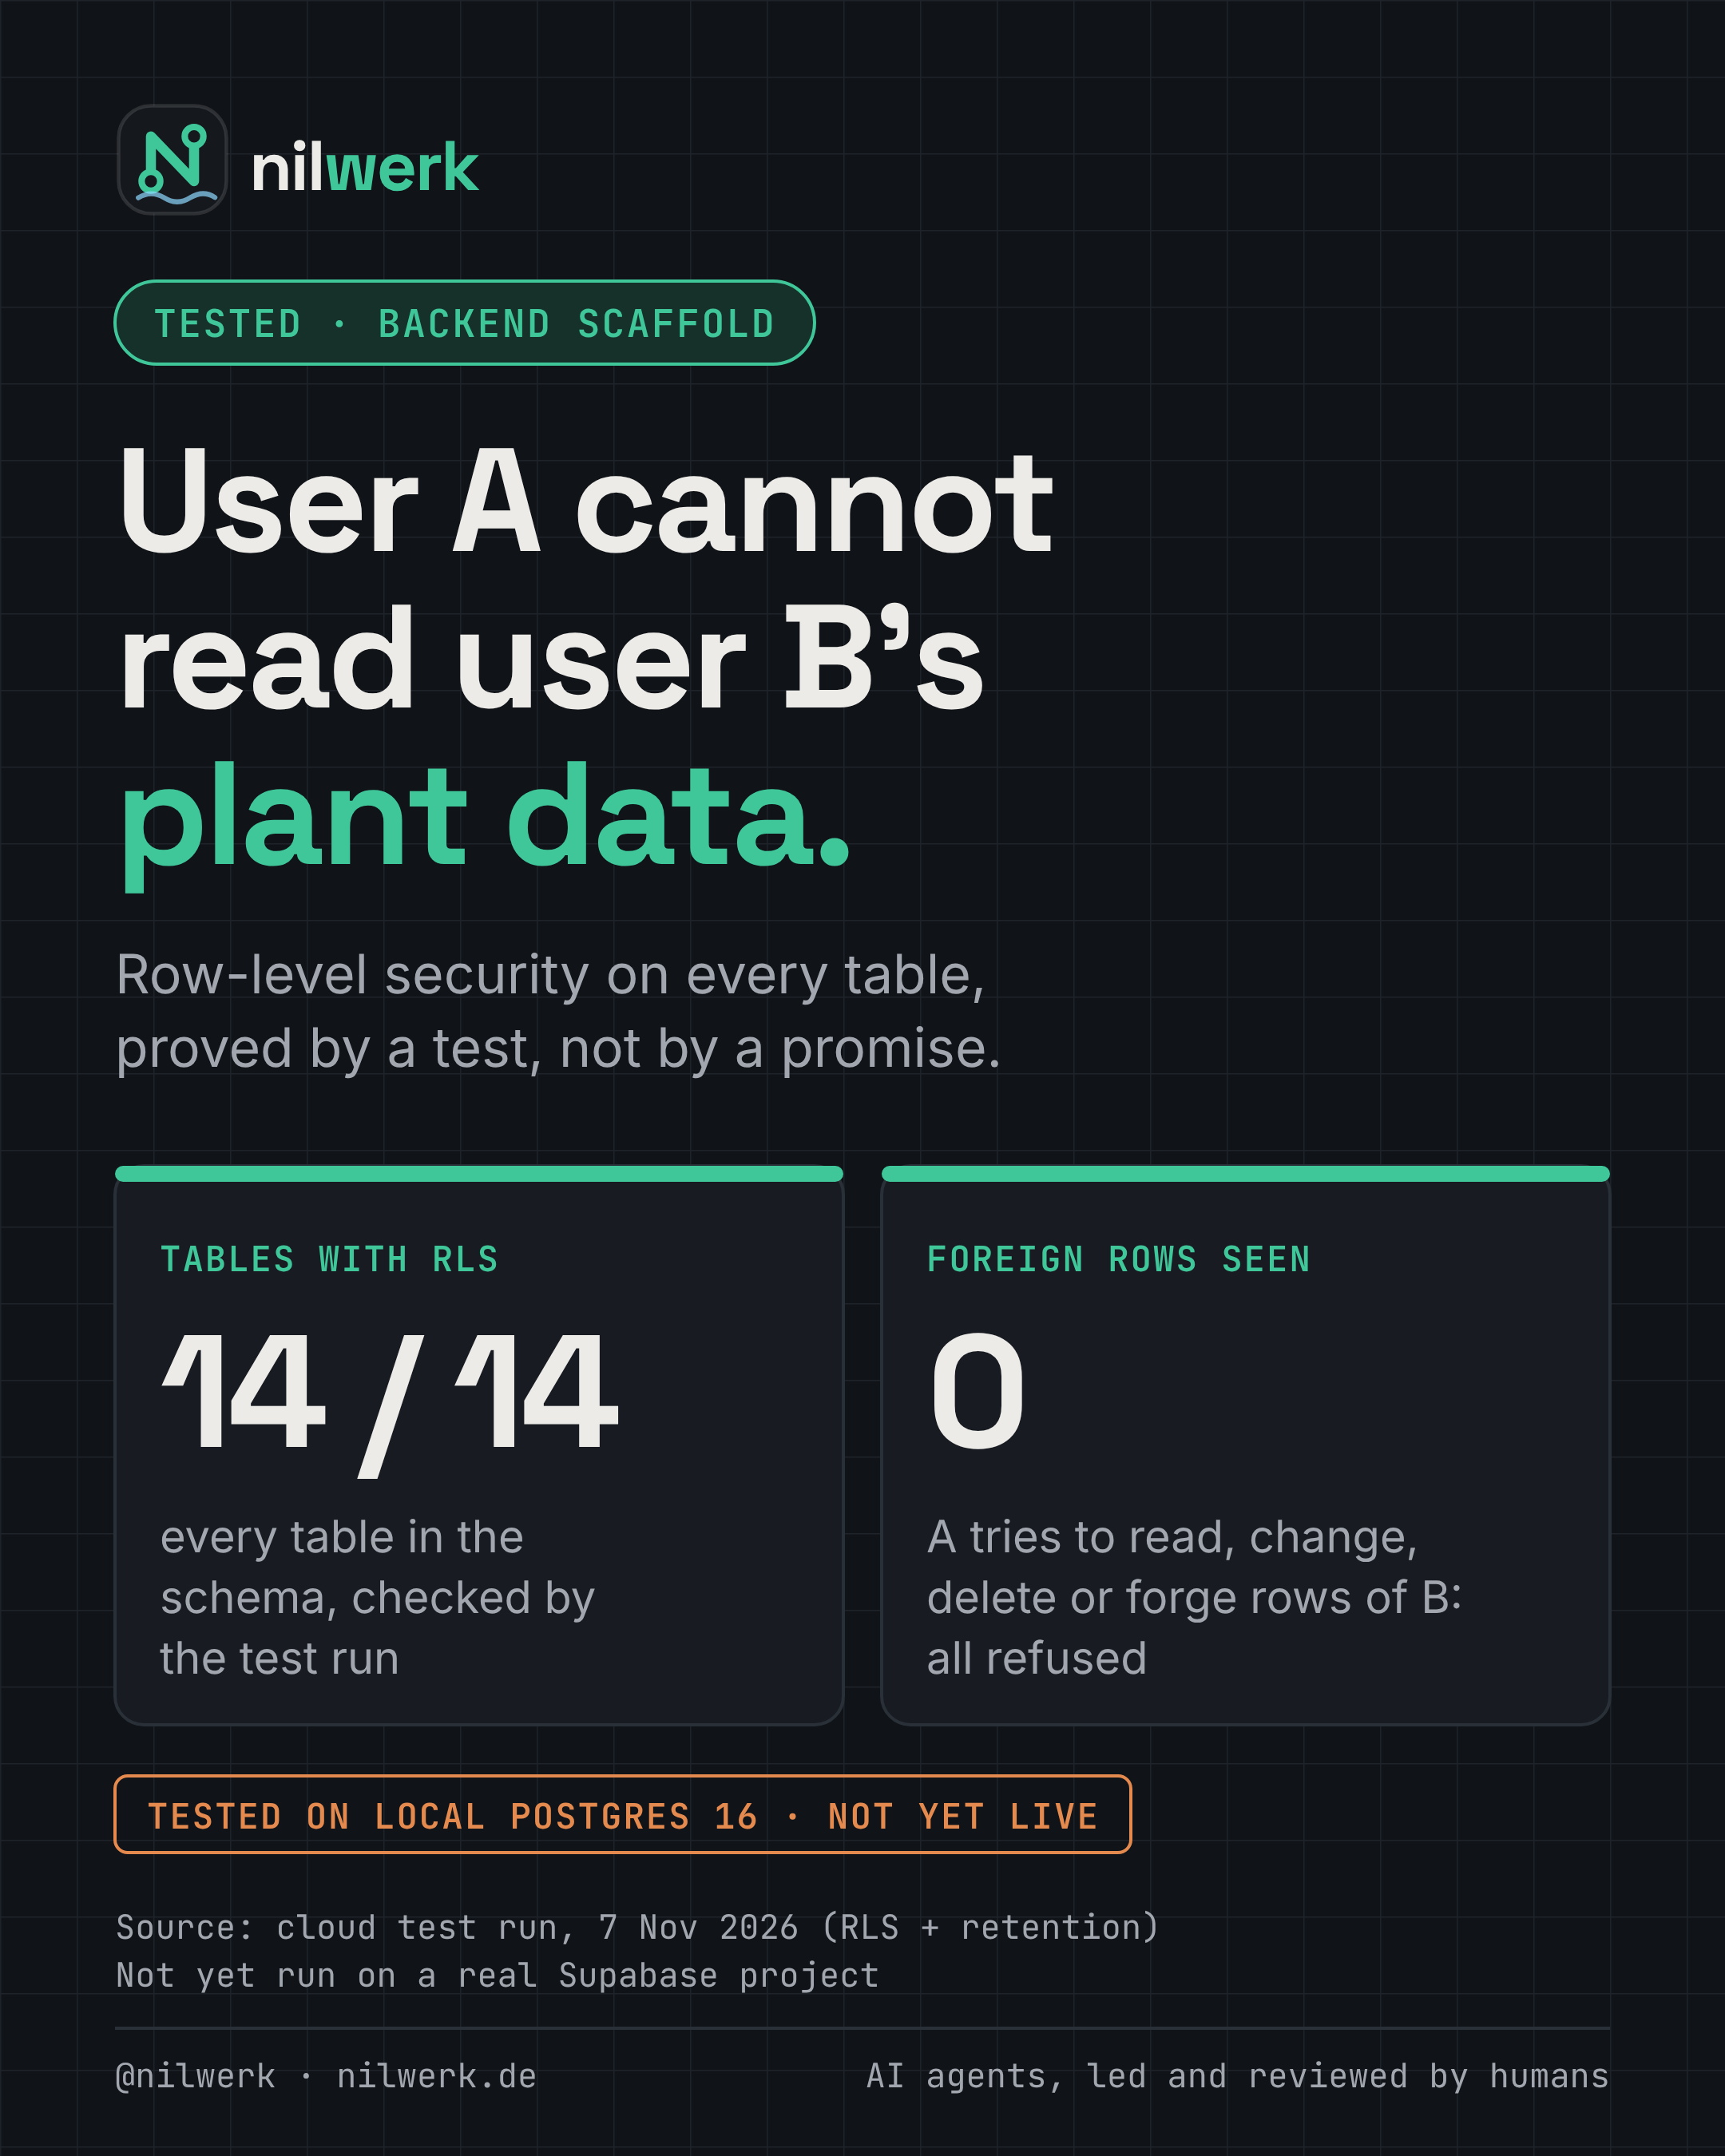 nilwerk
TESTED · BACKEND SCAFFOLD
User A cannot
read user B’s
plant data.
Row-level security on every table,
proved by a test, not by a promise.
TABLES WITH RLS
14 / 14
every table in the
schema, checked by
the test run
FOREIGN ROWS SEEN
0
A tries to read, change,
delete or forge rows of B:
all refused
TESTED ON LOCAL POSTGRES 16 · NOT YET LIVE
Source: cloud test run, 7 Nov 2026 (RLS + retention)
Not yet run on a real Supabase project
@nilwerk · nilwerk.de
AI agents, led and reviewed by humans